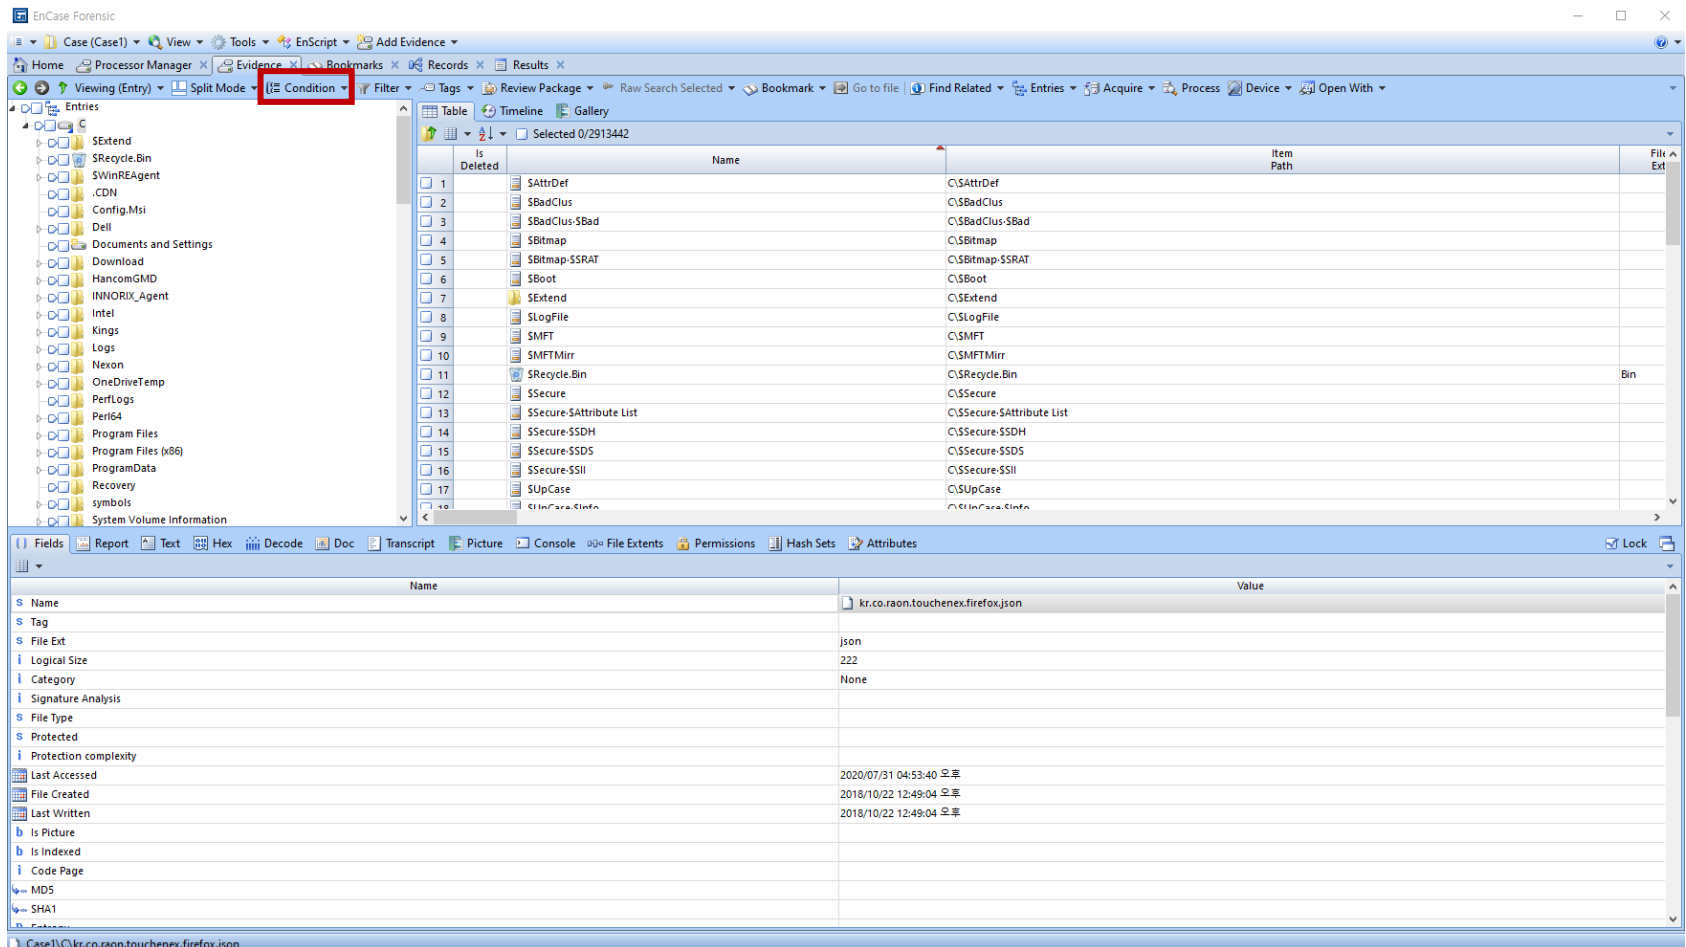 EnCase Forensic
Case (Case1) View Tools EnScript Add Evidence
Home Processor Manager Evidence Bookmarks Records Results
Viewing (Entry) Split Mode Condition Filter Tags Review Package Raw Search Selected Bookmark Go to file Find Related Entries Acquire Process Device Open With
Entries
C
$Extend
$Recycle.Bin
$WinREAgent
.CDN
Config.Msi
Dell
Documents and Settings
Download
HancomGMD
INNORIX_Agent
Intel
Kings
Logs
Nexon
OneDriveTemp
PerfLogs
Perl64
Program Files
Program Files (x86)
ProgramData
Recovery
symbols
System Volume Information
Table Timeline Gallery
Selected 0/2913442
Is Deleted Name Item Path File Ext
1 $AttrDef C\$AttrDef
2 $BadClus C\$BadClus
3 $BadClus·$Bad C\$BadClus·$Bad
4 $Bitmap C\$Bitmap
5 $Bitmap·$SRAT C\$Bitmap·$SRAT
6 $Boot C\$Boot
7 $Extend C\$Extend
8 $LogFile C\$LogFile
9 $MFT C\$MFT
10 $MFTMirr C\$MFTMirr
11 $Recycle.Bin C\$Recycle.Bin Bin
12 $Secure C\$Secure
13 $Secure·$Attribute List C\$Secure·$Attribute List
14 $Secure·$SDH C\$Secure·$SDH
15 $Secure·$SDS C\$Secure·$SDS
16 $Secure·$SII C\$Secure·$SII
17 $UpCase C\$UpCase
18 $UpCase·$Info C\$UpCase·$Info
Fields Report Text Hex Decode Doc Transcript Picture Console File Extents Permissions Hash Sets Attributes Lock
Name Value
Name kr.co.raon.touchenex.firefox.json
Tag
File Ext json
Logical Size 222
Category None
Signature Analysis
File Type
Protected
Protection complexity
Last Accessed 2020/07/31 04:53:40 오후
File Created 2018/10/22 12:49:04 오후
Last Written 2018/10/22 12:49:04 오후
Is Picture
Is Indexed
Code Page
MD5
SHA1
Entropy
Case1\C\kr.co.raon.touchenex.firefox.json